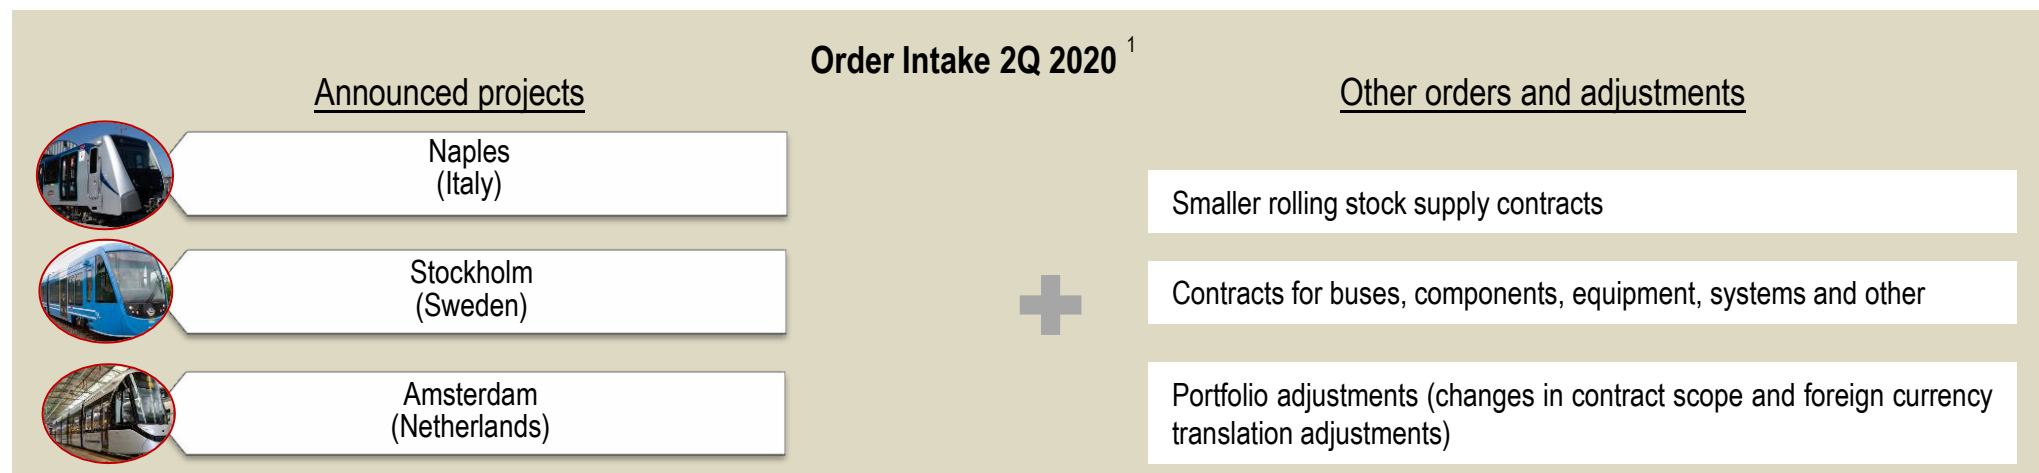 Order Intake 2Q 2020 1
Announced projects
Naples
(Italy)
Stockholm
(Sweden)
Amsterdam
(Netherlands)
Other orders and adjustments
Smaller rolling stock supply contracts
Contracts for buses, components, equipment, systems and other
Portfolio adjustments (changes in contract scope and foreign currency
translation adjustments)